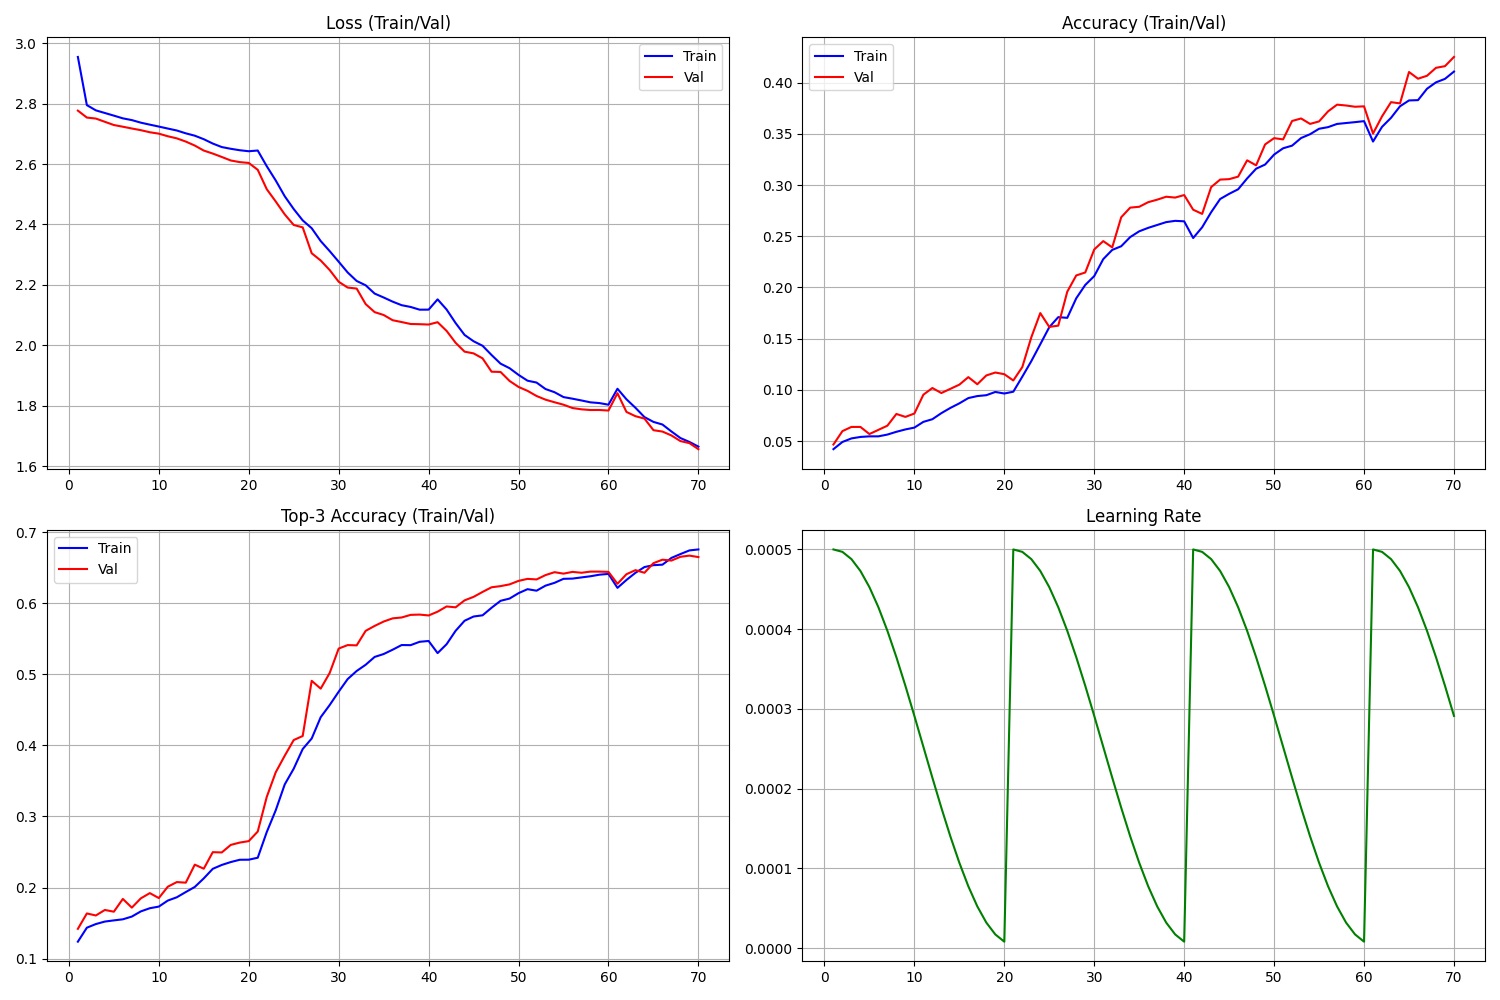 Loss (Train/Val)
3.0
2.8
2.6
2.4
2.2
2.0
1.8
1.6
0 10 20 30 40 50 60 70
Train
Val
Accuracy (Train/Val)
0.40
0.35
0.30
0.25
0.20
0.15
0.10
0.05
0 10 20 30 40 50 60 70
Train
Val
Top-3 Accuracy (Train/Val)
0.7
0.6
0.5
0.4
0.3
0.2
0.1
0 10 20 30 40 50 60 70
Train
Val
Learning Rate
0.0005
0.0004
0.0003
0.0002
0.0001
0.0000
0 10 20 30 40 50 60 70